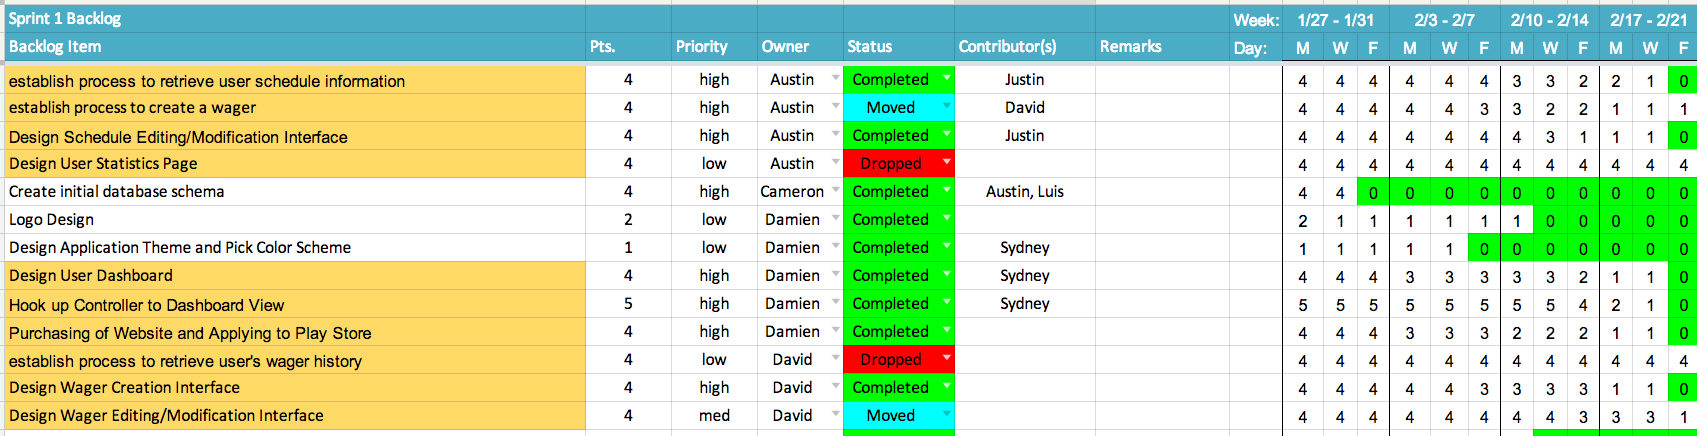 Sprint 1 Backlog Week: 1/27 - 1/31 2/3 - 2/7 2/10 - 2/14 2/17 - 2/21
Backlog Item Pts. Priority Owner Status Contributor(s) Remarks Day: M W F M W F M W F M W F
establish process to retrieve user schedule information 4 high Austin Completed Justin 4 4 4 4 4 4 3 3 2 2 1 0
establish process to create a wager 4 high Austin Moved David 4 4 4 4 4 3 3 2 2 1 1 1
Design Schedule Editing/Modification Interface 4 high Austin Completed Justin 4 4 4 4 4 4 4 3 1 1 1 0
Design User Statistics Page 4 low Austin Dropped 4 4 4 4 4 4 4 4 4 4 4 4
Create initial database schema 4 high Cameron Completed Austin, Luis 4 4 0 0 0 0 0 0 0 0 0 0
Logo Design 2 low Damien Completed 2 1 1 1 1 1 1 0 0 0 0 0
Design Application Theme and Pick Color Scheme 1 low Damien Completed Sydney 1 1 1 1 1 0 0 0 0 0 0 0
Design User Dashboard 4 high Damien Completed Sydney 4 4 4 3 3 3 3 3 2 1 1 0
Hook up Controller to Dashboard View 5 high Damien Completed Sydney 5 5 5 5 5 5 5 5 4 2 1 0
Purchasing of Website and Applying to Play Store 4 high Damien Completed 4 4 4 3 3 3 2 2 2 1 1 0
establish process to retrieve user's wager history 4 low David Dropped 4 4 4 4 4 4 4 4 4 4 4 4
Design Wager Creation Interface 4 high David Completed 4 4 4 4 4 3 3 3 3 1 1 0
Design Wager Editing/Modification Interface 4 med David Moved 4 4 4 4 4 4 4 4 3 3 3 1